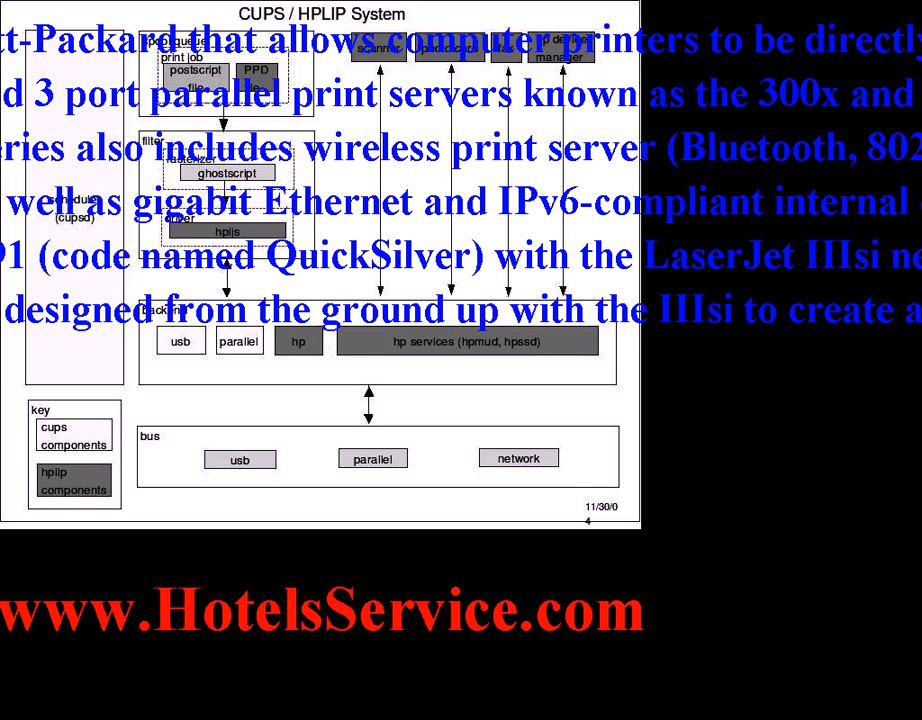 CUPS / HPLIP System
tt-Packard that allows computer printers to be directly
print job
postscript
PPD
manager
d 3 port parallel print servers known as the 300x and
filter
ries also includes wireless print server (Bluetooth, 802
ghostscript
well as gigabit Ethernet and IPv6-compliant internal
(cupsd)
driver
hpijs
01 (code named QuickSilver) with the LaserJet IIIsi ne
designed from the ground up with the IIIsi to create a
usb
parallel
hp
hp services (hpmud, hpssd)
key
cups
components
hplip
components
bus
usb
parallel
network
11/30/0
4
www.HotelsService.com